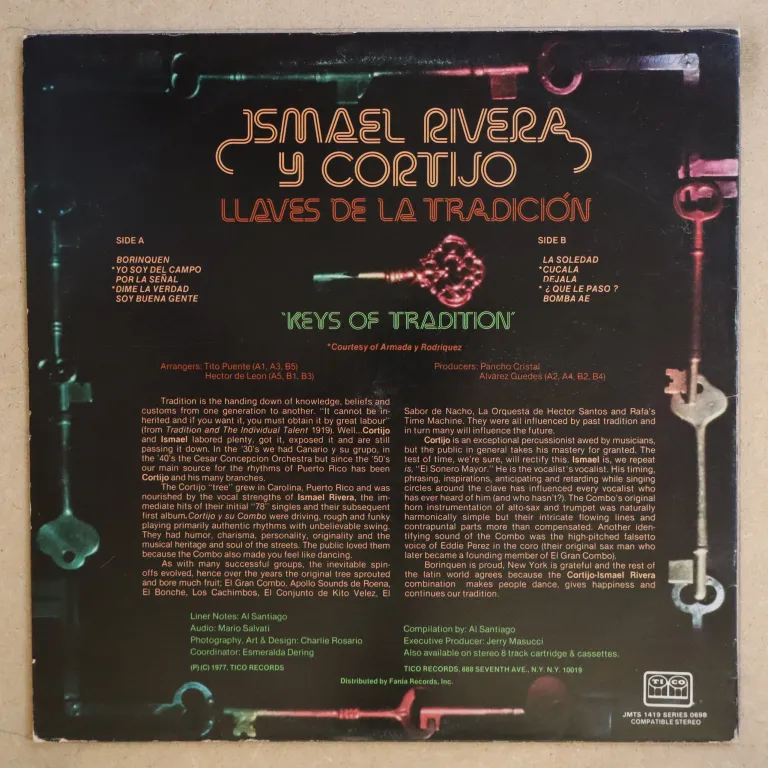 ISMAEL RIVERA
Y CORTIJO
LLAVES DE LA TRADICIÓN
SIDE A
BORINQUEN
*YO SOY DEL CAMPO
POR LA SEÑAL
*DIME LA VERDAD
SOY BUENA GENTE
SIDE B
LA SOLEDAD
*CUCALA
DEJALA
*¿QUE LE PASO?
BOMBA AE
"KEYS OF TRADITION"
*Courtesy of Armada y Rodriquez
Arrangers: Tito Puente (A1, A3, B5)
Hector de Leon (A5, B1, B3)
Producers: Pancho Cristal
Alvarez Guedes (A2, A4, B2, B4)
Tradition is the handing down of knowledge, beliefs and
customs from one generation to another. "It cannot be in-
herited and if you want it, you must obtain it by great labour"
(from Tradition and The Individual Talent 1919). Well...Cortijo
and Ismael labored plenty, got it, exposed it and are still
passing it down. In the '30's we had Canario y su grupo, in
the '40's the Cesar Concepcion Orchestra but since the '50's
our main source for the rhythms of Puerto Rico has been
Cortijo and his many branches.
The Cortijo "tree" grew in Carolina, Puerto Rico and was
nourished by the vocal strengths of Ismael Rivera, the im-
mediate hits of their initial "78" singles and their subsequent
first album. Cortijo y su Combo were driving, rough and funky
playing primarily authentic rhythms with unbelievable swing.
They had humor, charisma, personality, originality and the
musical heritage and soul of the streets. The public loved them
because the Combo also made you feel like dancing.
As with many successful groups, the inevitable spin-
offs evolved, hence over the years the original tree sprouted
and bore much fruit; El Gran Combo, Apollo Sounds de Roena,
El Bonche, Los Cachimbos, El Conjunto de Kito Velez, El
Sabor de Nacho, La Orquesta de Hector Santos and Rafa's
Time Machine. They were all influenced by past tradition and
in turn many will influence the future.
Cortijo is an exceptional percussionist awed by musicians,
but the public in general takes his mastery for granted. The
test of time, we're sure, will rectify this. Ismael is, we repeat
is, "El Sonero Mayor." He is the vocalist's vocalist. His timing,
phrasing, inspirations, anticipating and retarding while singing
circles around the clave has influenced every vocalist who
has ever heard of him (and who hasn't?). The Combo's original
horn instrumentation of alto-sax and trumpet was naturally
harmonically simple but their intricate flowing lines and
contrapuntal parts more than compensated. Another iden-
tifying sound of the Combo was the high-pitched falsetto
voice of Eddie Perez in the coro (their original sax man who
later became a founding member of El Gran Combo).
Borinquen is proud, New York is grateful and the rest of
the latin world agrees because the Cortijo-Ismael Rivera
combination makes people dance, gives happiness and
continues our tradition.
Liner Notes: Al Santiago
Audio: Mario Salvati
Photography, Art & Design: Charlie Rosario
Coordinator: Esmeralda Dering
Compilation by: Al Santiago
Executive Producer: Jerry Masucci
Also available on stereo 8 track cartridge & cassettes.
(P)(C) 1977, TICO RECORDS
TICO RECORDS, 888 SEVENTH AVE., N.Y. N.Y. 10019
Distributed by Fania Records, Inc.
TICO
JMTS 1419 SERIES 0698
COMPATIBLE STEREO